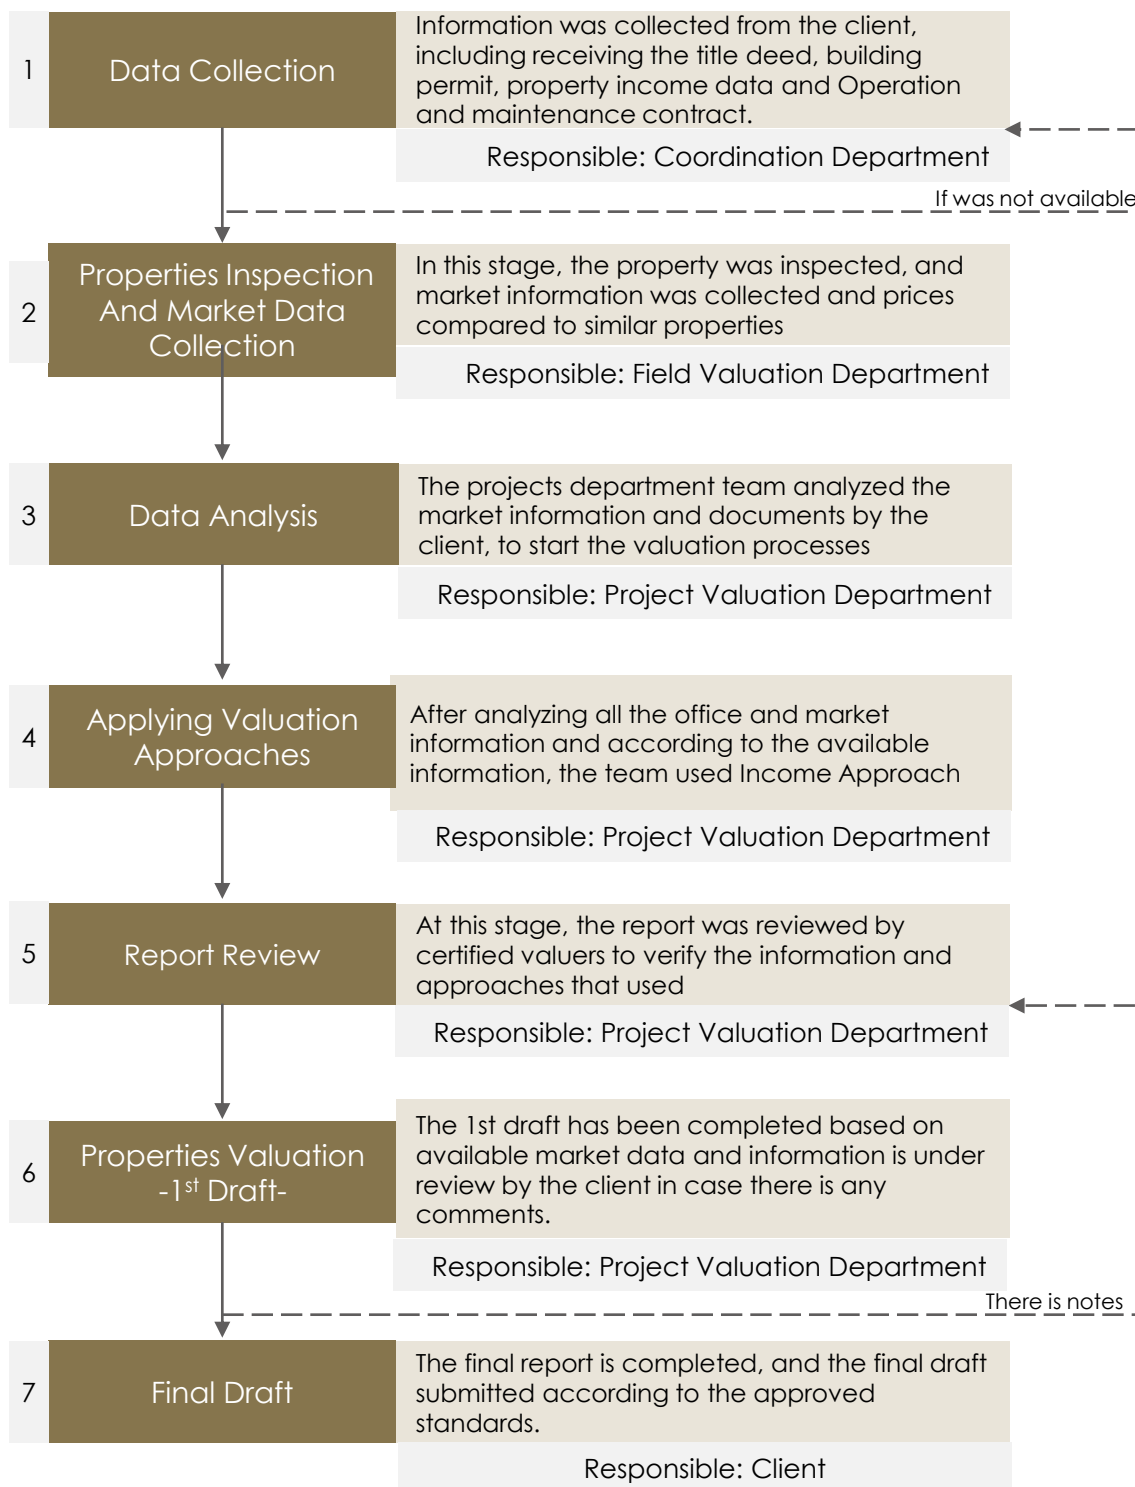 1
Data Collection
Information was collected from the client,
including receiving the title deed, building
permit, property income data and Operation
and maintenance contract.
Responsible: Coordination Department
If was not available
2
Properties Inspection
And Market Data
Collection
In this stage, the property was inspected, and
market information was collected and prices
compared to similar properties
Responsible: Field Valuation Department
3
Data Analysis
The projects department team analyzed the
market information and documents by the
client, to start the valuation processes
Responsible: Project Valuation Department
4
Applying Valuation
Approaches
After analyzing all the office and market
information and according to the available
information, the team used Income Approach
Responsible: Project Valuation Department
5
Report Review
At this stage, the report was reviewed by
certified valuers to verify the information and
approaches that used
Responsible: Project Valuation Department
6
Properties Valuation
-1st Draft-
The 1st draft has been completed based on
available market data and information is under
review by the client in case there is any
comments.
Responsible: Project Valuation Department
There is notes
7
Final Draft
The final report is completed, and the final draft
submitted according to the approved
standards.
Responsible: Client